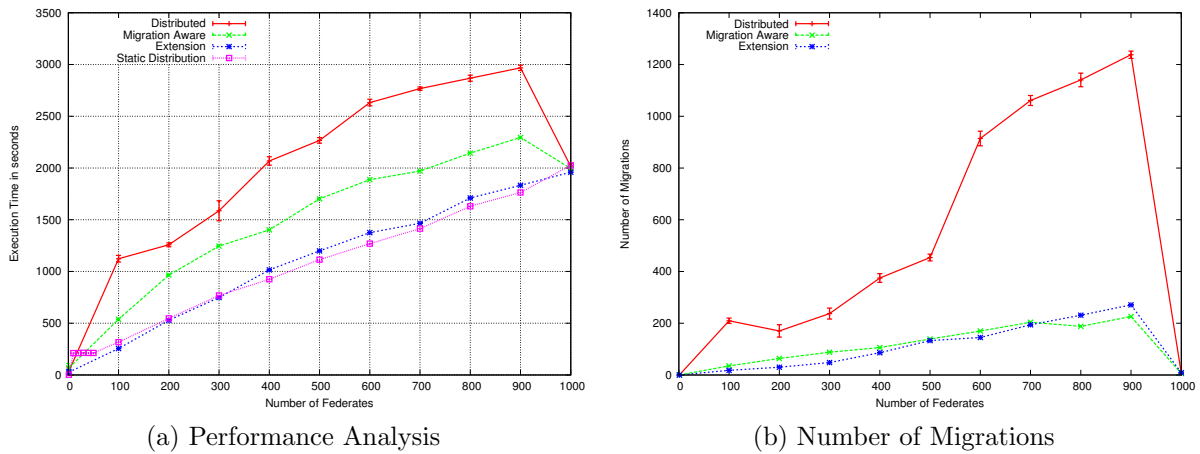 3500
3000
2500
2000
1500
1000
500
0
Execution Time in seconds
Distributed
Migration Aware
Extension
Static Distribution
0 100 200 300 400 500 600 700 800 900 1000
Number of Federates
(a) Performance Analysis
1400
1200
1000
800
600
400
200
0
Number of Migrations
Distributed
Migration Aware
Extension
0 100 200 300 400 500 600 700 800 900 1000
Number of Federates
(b) Number of Migrations